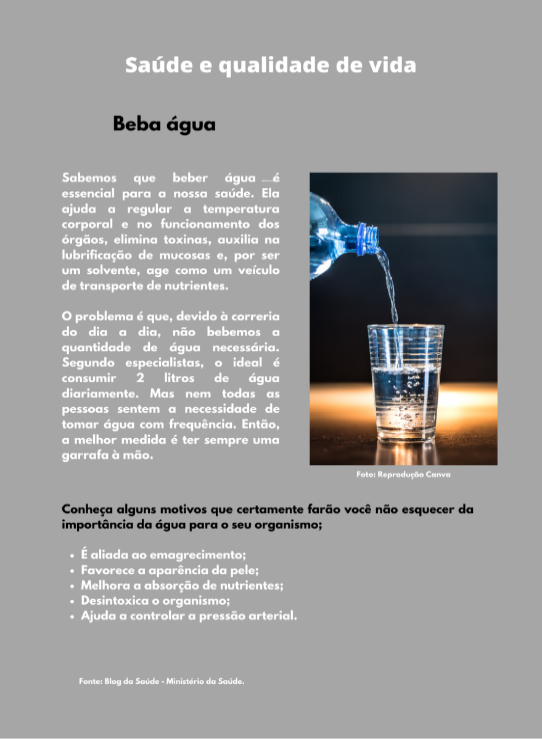 Saúde e qualidade de vida
Beba água
Sabemos que beber água é
essencial para a nossa saúde. Ela
ajuda a regular a temperatura
corporal e no funcionamento dos
órgãos, elimina toxinas, auxilia na
lubrificação de mucosas e, por ser
um solvente, age como um veículo
de transporte de nutrientes.
O problema é que, devido à correria
do dia a dia, não bebemos a
quantidade de água necessária.
Segundo especialistas, o ideal é
consumir 2 litros de água
diariamente. Mas nem todas as
pessoas sentem a necessidade de
tomar água com frequência. Então,
a melhor medida é ter sempre uma
garrafa à mão.
Foto: Reprodução Canva
Conheça alguns motivos que certamente farão você não esquecer da
importância da água para o seu organismo;
• É aliada ao emagrecimento;
• Favorece a aparência da pele;
• Melhora a absorção de nutrientes;
• Desintoxica o organismo;
• Ajuda a controlar a pressão arterial.
Fonte: Blog da Saúde - Ministério da Saúde.